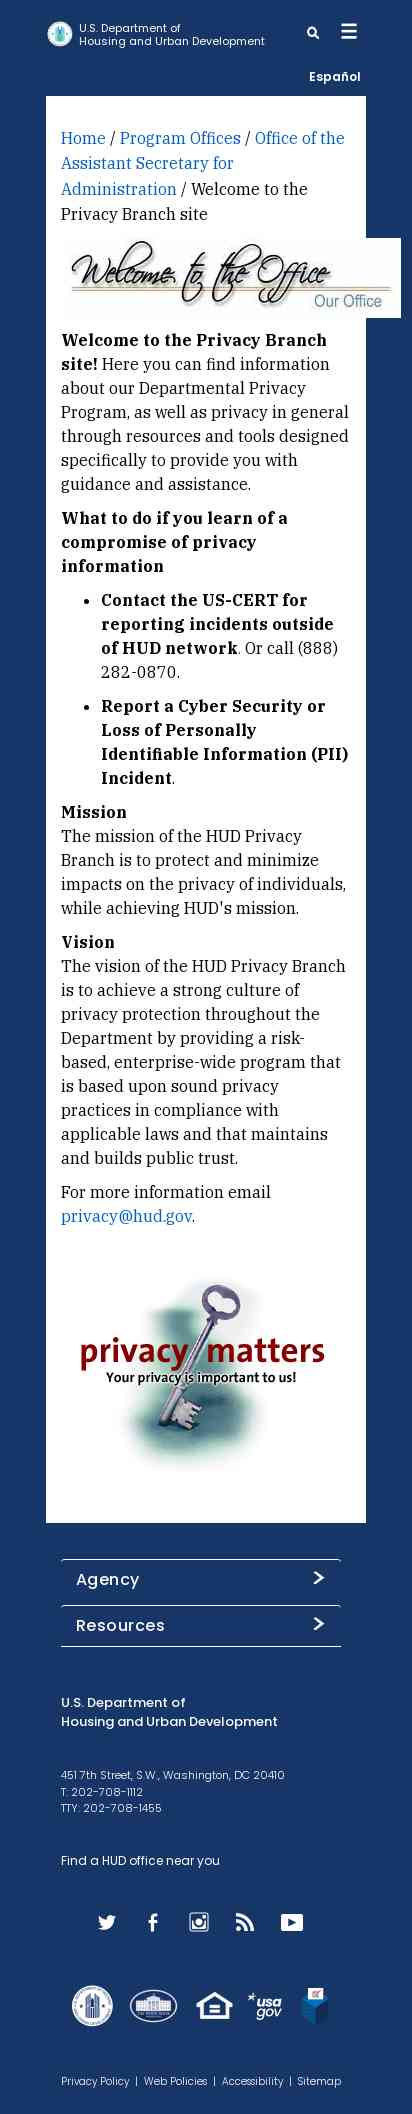 U.S. Department of
Housing and Urban Development
Español
Home / Program Offices / Office of the
Assistant Secretary for
Administration / Welcome to the
Privacy Branch site
Welcome to the Office
Our Office
Welcome to the Privacy Branch
site! Here you can find information
about our Departmental Privacy
Program, as well as privacy in general
through resources and tools designed
specifically to provide you with
guidance and assistance.
What to do if you learn of a
compromise of privacy
information
• Contact the US-CERT for
reporting incidents outside
of HUD network. Or call (888)
282-0870.
• Report a Cyber Security or
Loss of Personally
Identifiable Information (PII)
Incident.
Mission
The mission of the HUD Privacy
Branch is to protect and minimize
impacts on the privacy of individuals,
while achieving HUD's mission.
Vision
The vision of the HUD Privacy Branch
is to achieve a strong culture of
privacy protection throughout the
Department by providing a risk-
based, enterprise-wide program that
is based upon sound privacy
practices in compliance with
applicable laws and that maintains
and builds public trust.
For more information email
privacy@hud.gov.
privacy matters
Your privacy is important to us!
Agency
Resources
U.S. Department of
Housing and Urban Development
451 7th Street, S.W., Washington, DC 20410
T: 202-708-1112
TTY: 202-708-1455
Find a HUD office near you
usa
gov
Privacy Policy | Web Policies | Accessibility | Sitemap